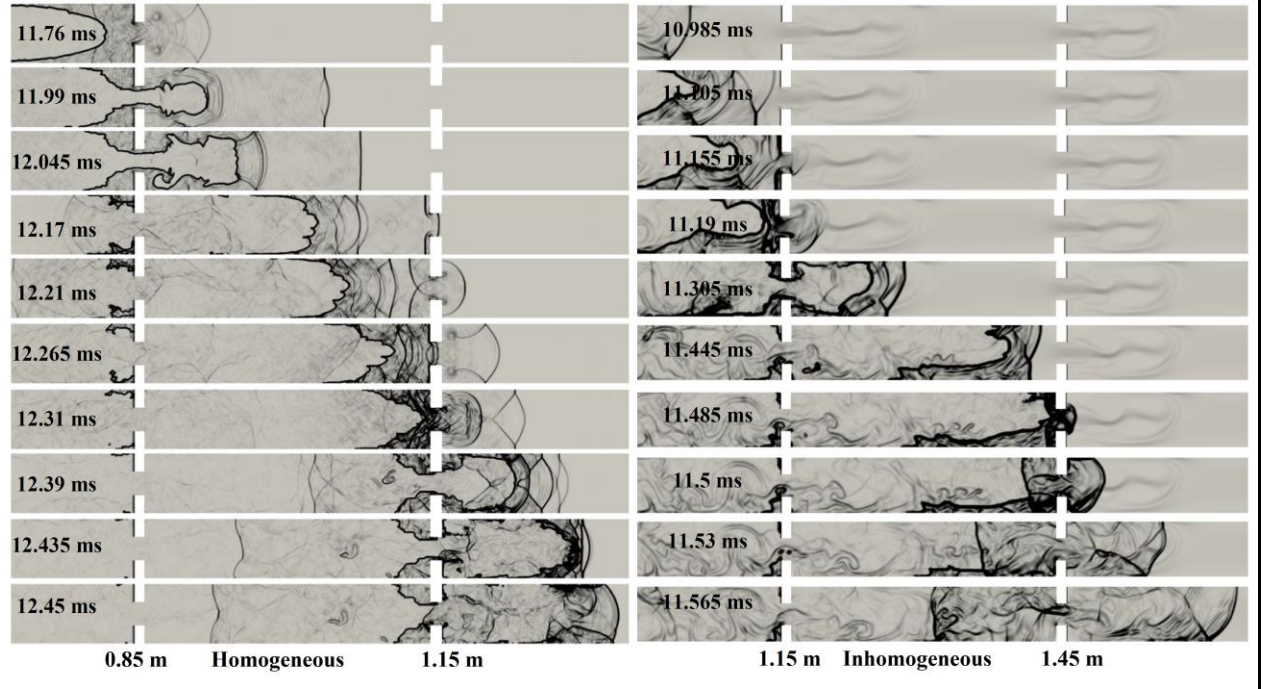 11.76 ms
11.99 ms
12.045 ms
12.17 ms
12.21 ms
12.265 ms
12.31 ms
12.39 ms
12.435 ms
12.45 ms
0.85 m Homogeneous 1.15 m
10.985 ms
11.105 ms
11.155 ms
11.19 ms
11.305 ms
11.445 ms
11.485 ms
11.5 ms
11.53 ms
11.565 ms
1.15 m Inhomogeneous 1.45 m